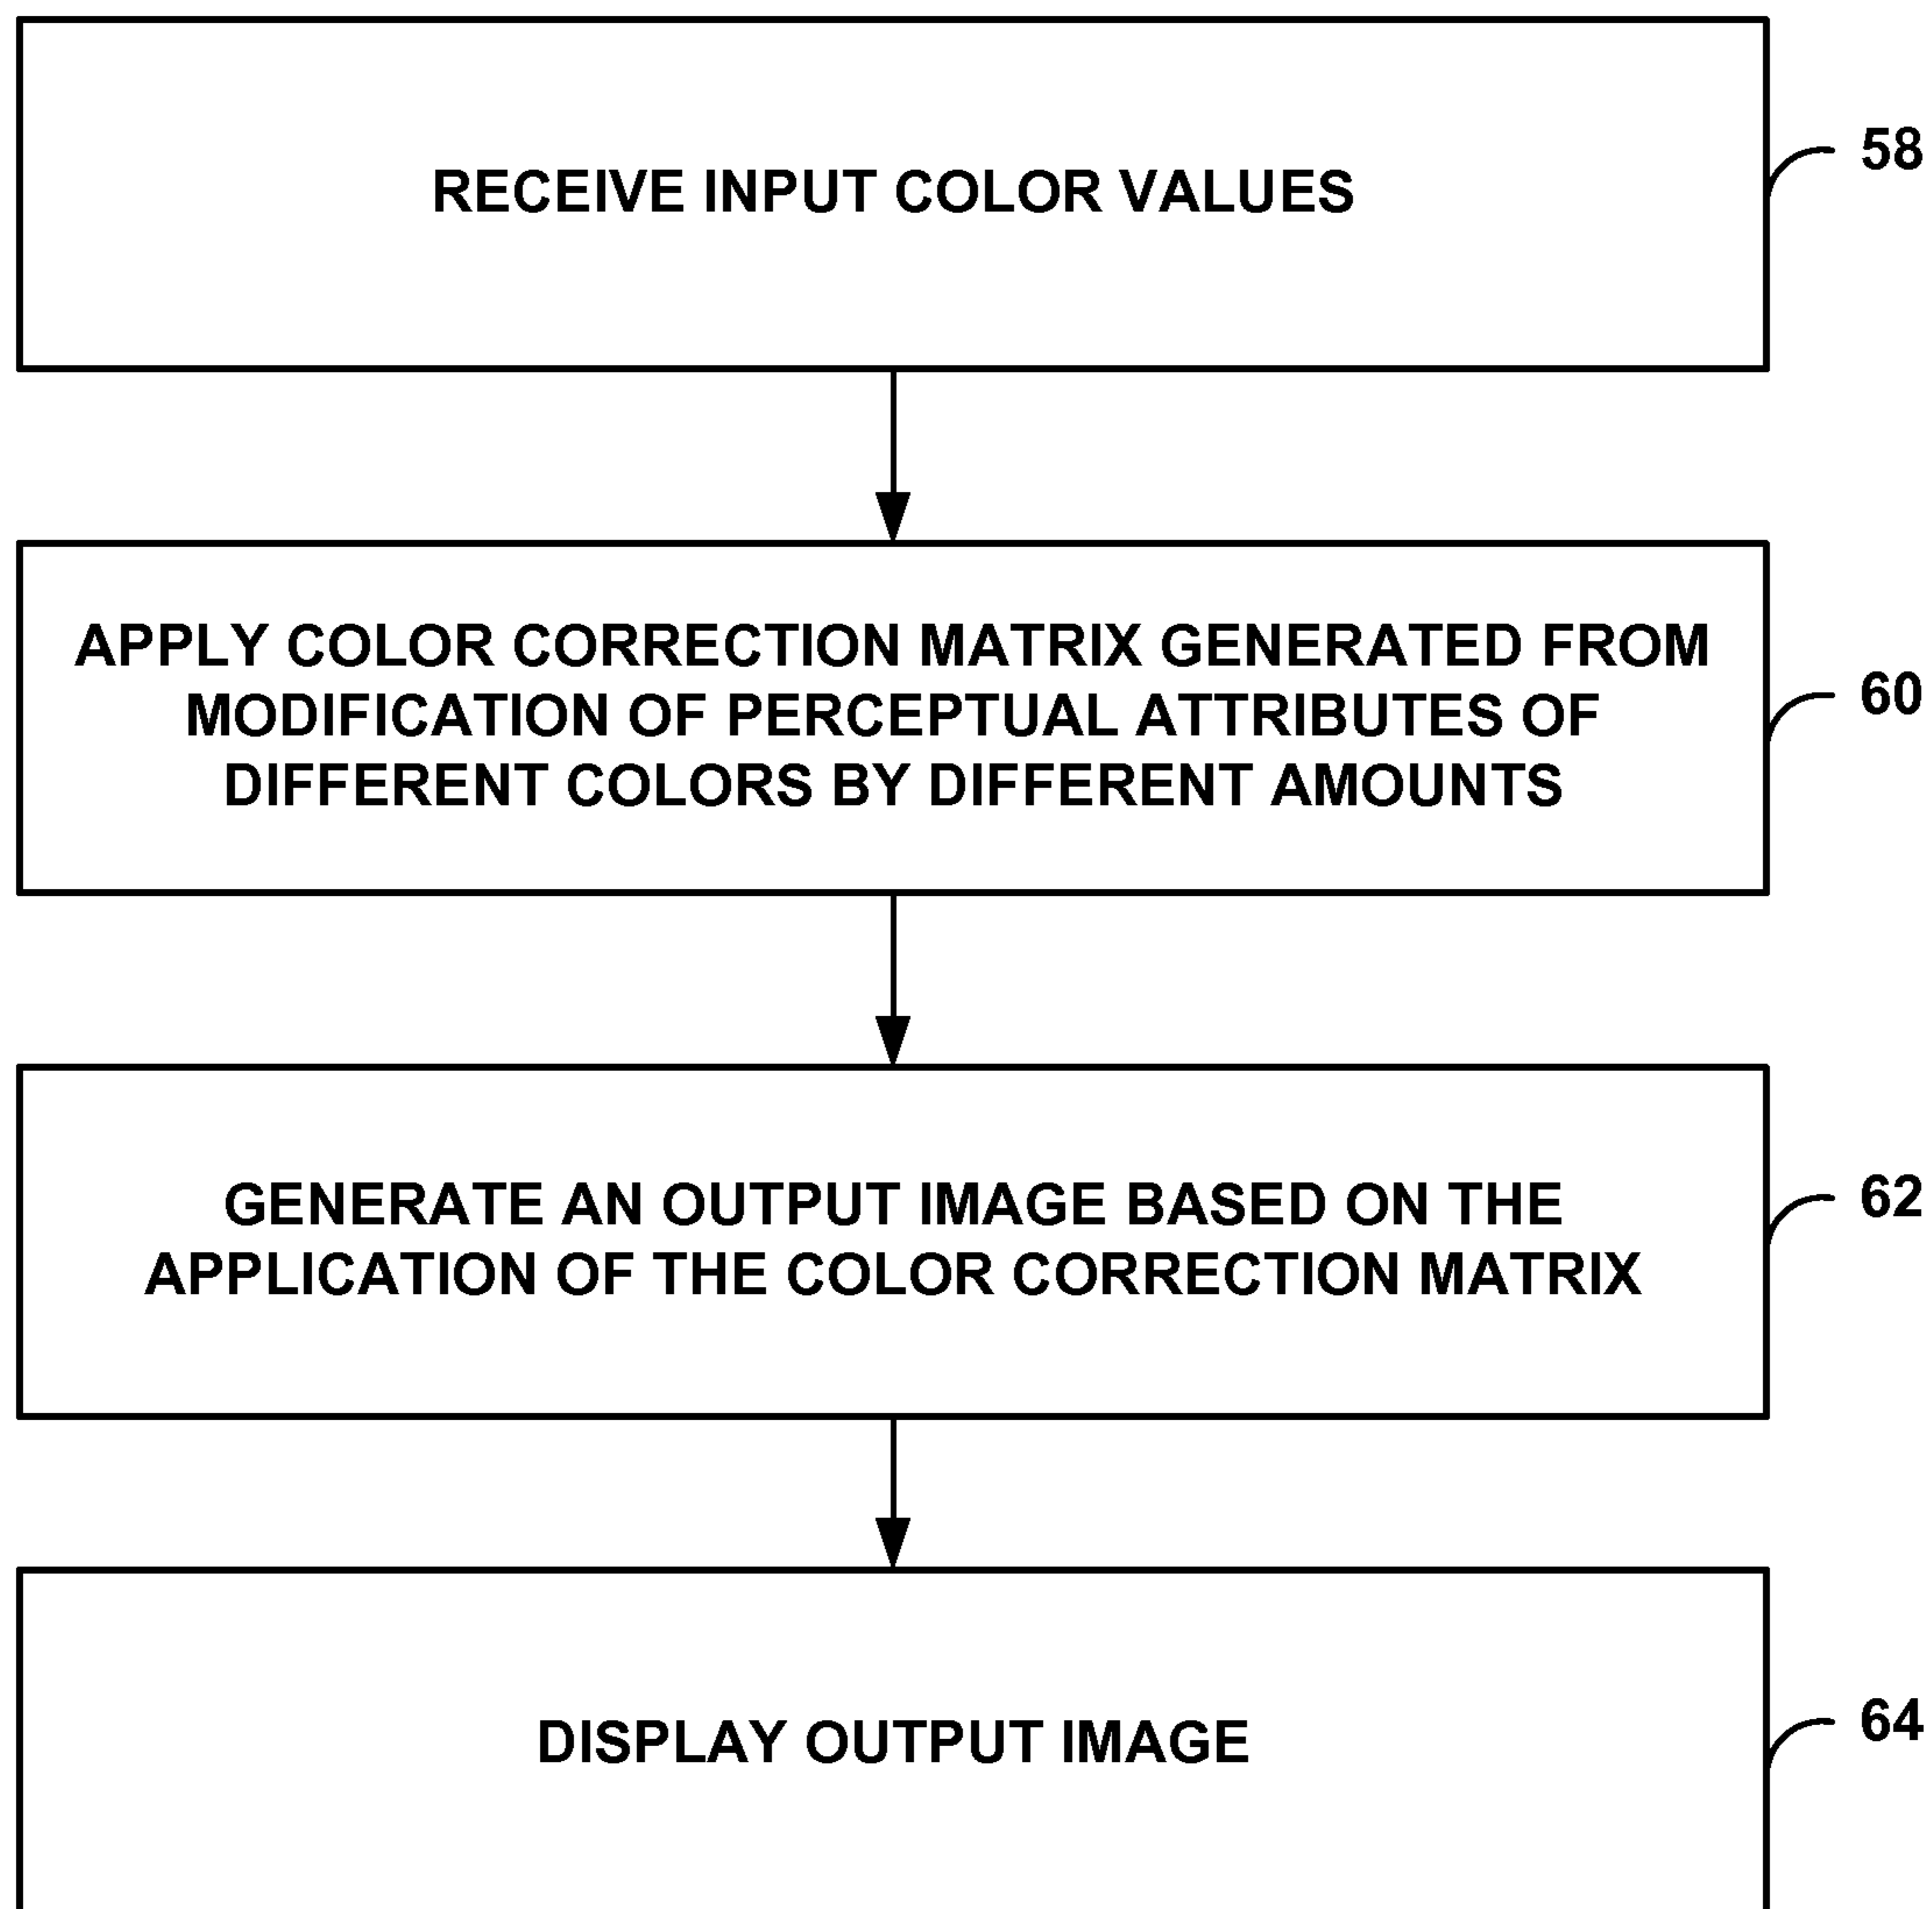 RECEIVE INPUT COLOR VALUES
58
APPLY COLOR CORRECTION MATRIX GENERATED FROM
MODIFICATION OF PERCEPTUAL ATTRIBUTES OF
DIFFERENT COLORS BY DIFFERENT AMOUNTS
60
GENERATE AN OUTPUT IMAGE BASED ON THE
APPLICATION OF THE COLOR CORRECTION MATRIX
62
DISPLAY OUTPUT IMAGE
64